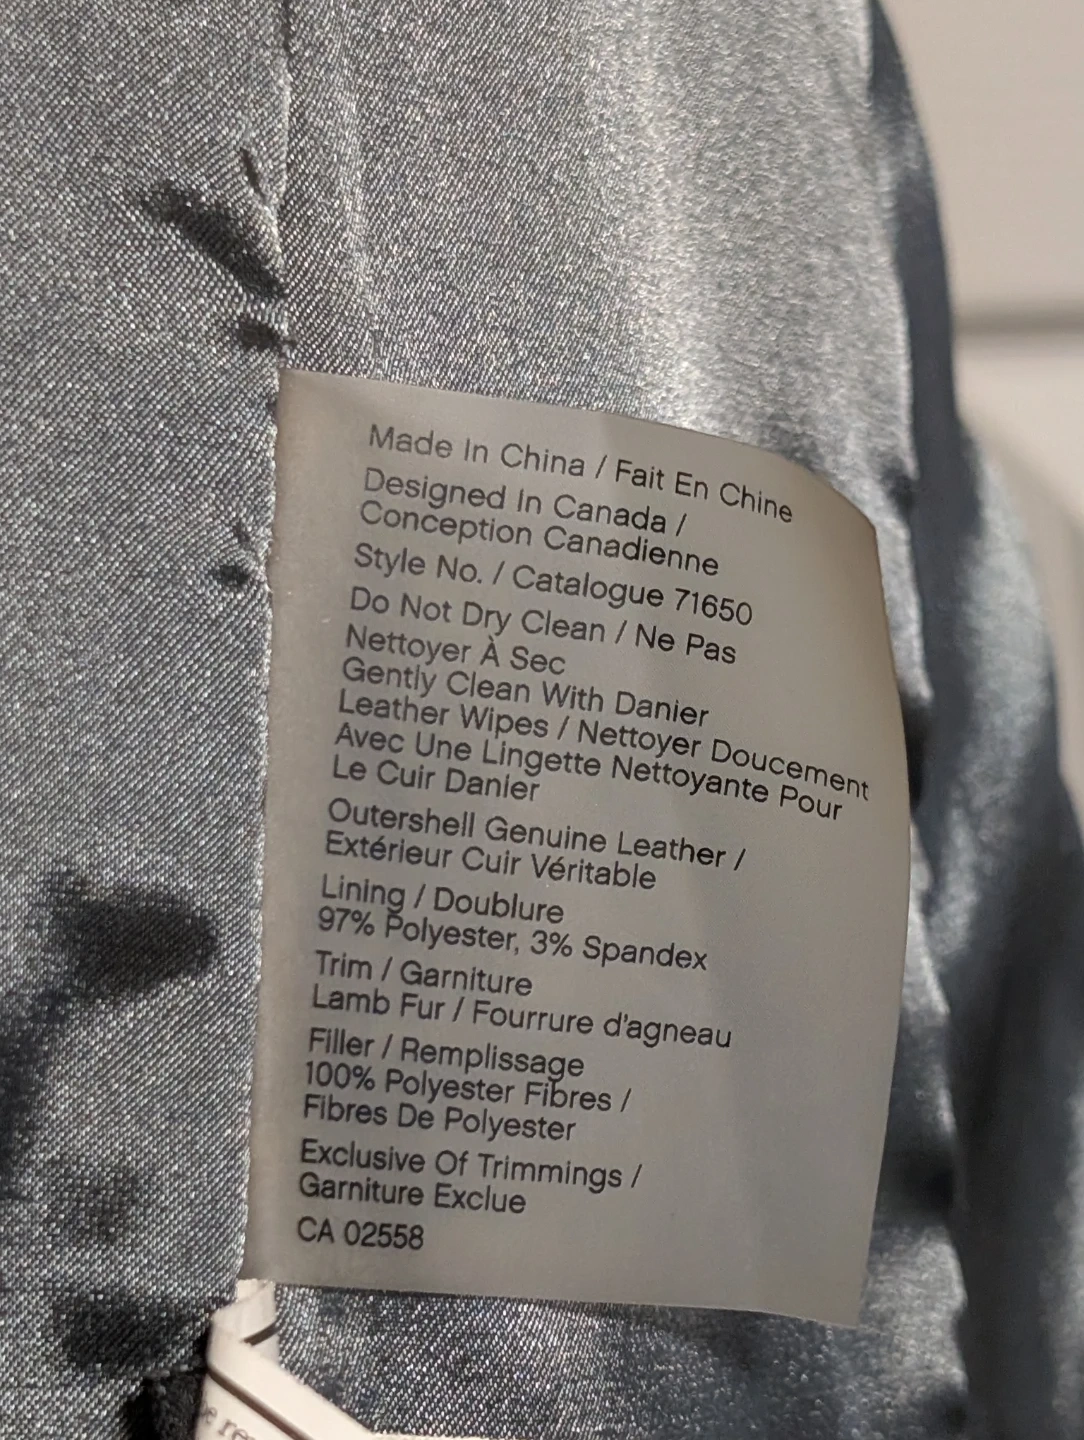 Made In China / Fait En Chine
Designed In Canada /
Conception Canadienne
Style No. / Catalogue 71650
Do Not Dry Clean / Ne Pas
Nettoyer À Sec
Gently Clean With Danier
Leather Wipes / Nettoyer Doucement
Avec Une Lingette Nettoyante Pour
Le Cuir Danier
Outershell Genuine Leather /
Extérieur Cuir Véritable
Lining / Doublure
97% Polyester, 3% Spandex
Trim / Garniture
Lamb Fur / Fourrure d'agneau
Filler / Remplissage
100% Polyester Fibres /
Fibres De Polyester
Exclusive Of Trimmings /
Garniture Exclue
CA 02558